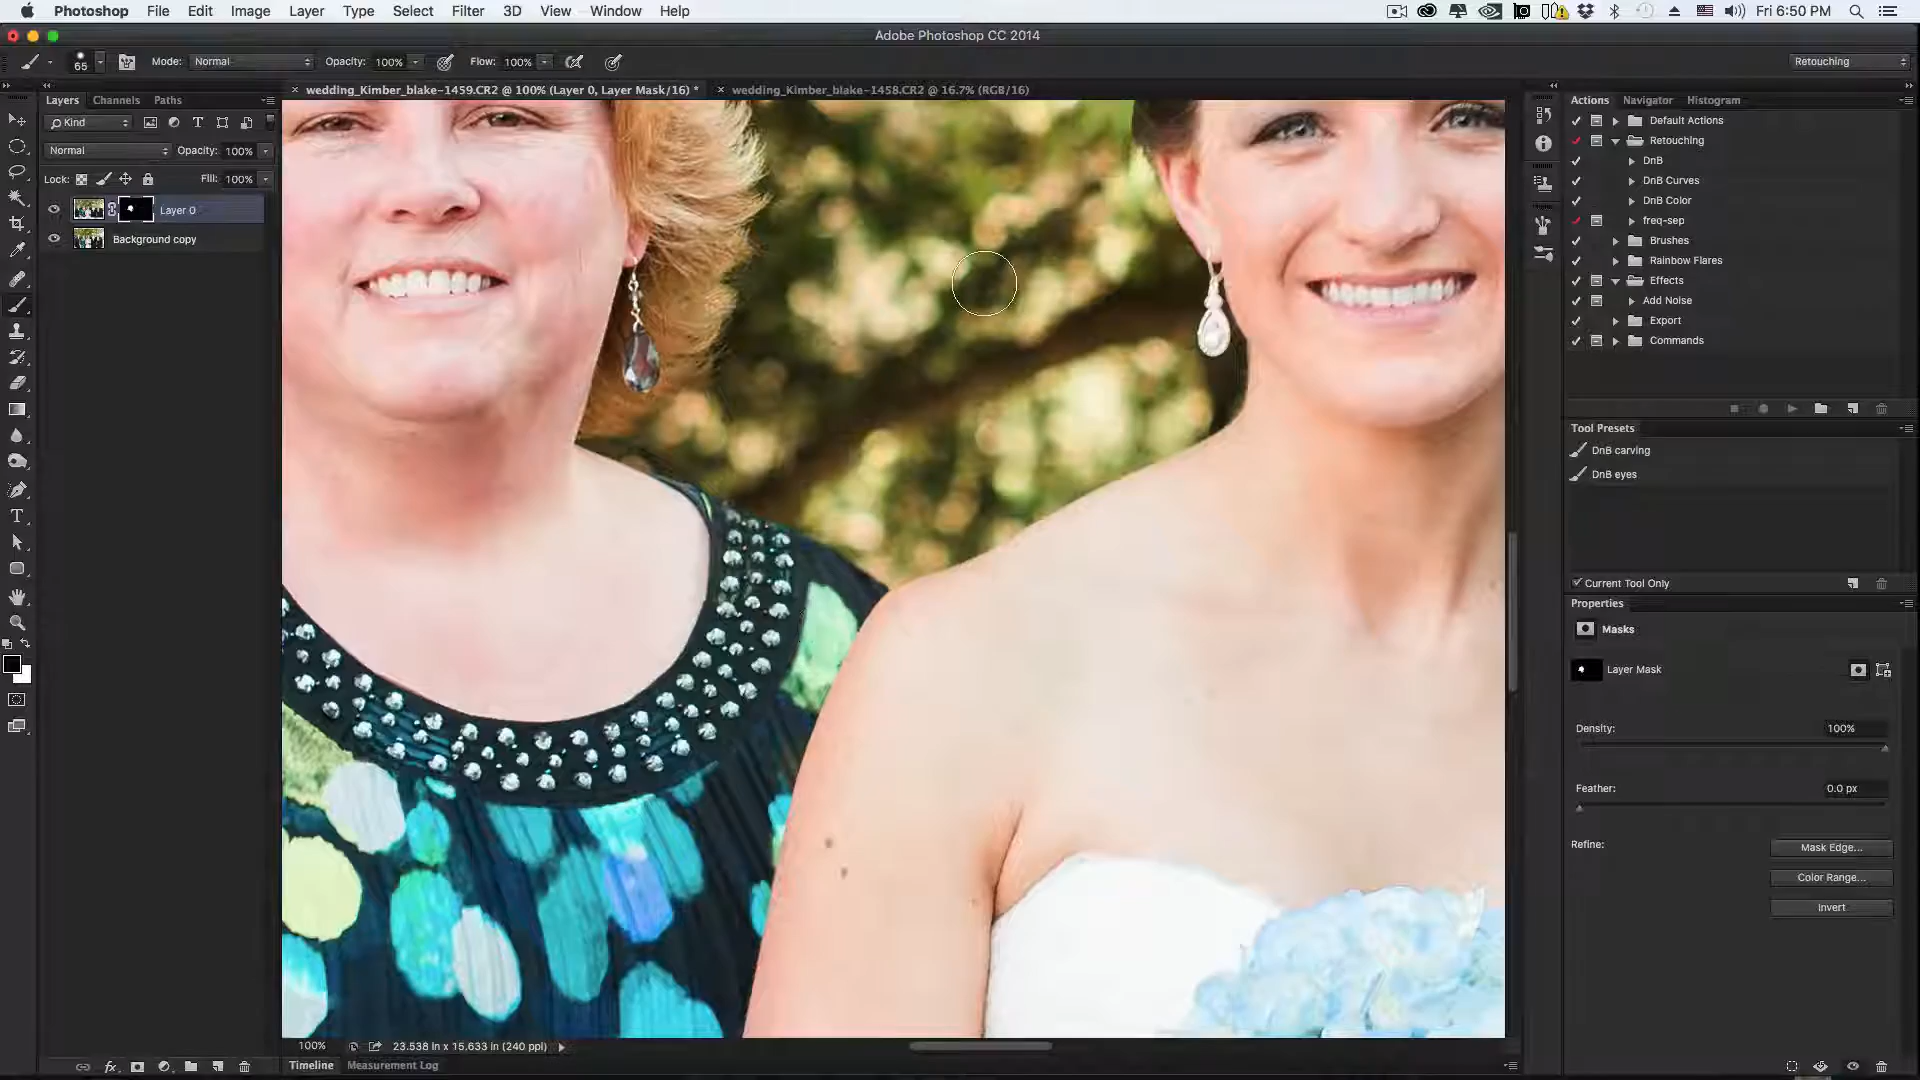 Photoshop File Edit Image Layer Type Select Filter 3D View Window Help Fri 6:50 PM
Adobe Photoshop CC 2014
65 Mode: Normal Opacity: 100% Flow: 100% Retouching
wedding_Kimber_blake-1459.CR2 @ 100% (Layer 0, Layer Mask/16) * wedding_Kimber_blake-1458.CR2 @ 16.7% (RGB/16)
Layers Channels Paths
Kind
Normal Opacity: 100%
Lock: Fill: 100%
Layer 0
Background copy
Actions Navigator Histogram
Default Actions
Retouching
DnB
DnB Curves
DnB Color
freq-sep
Brushes
Rainbow Flares
Effects
Add Noise
Export
Commands
Tool Presets
DnB carving
DnB eyes
Current Tool Only
Properties
Masks
Layer Mask
Density: 100%
Feather: 0.0 px
Refine: Mask Edge...
Color Range...
Invert
100% 23.538 in x 15.633 in (240 ppi)
Timeline Measurement Log